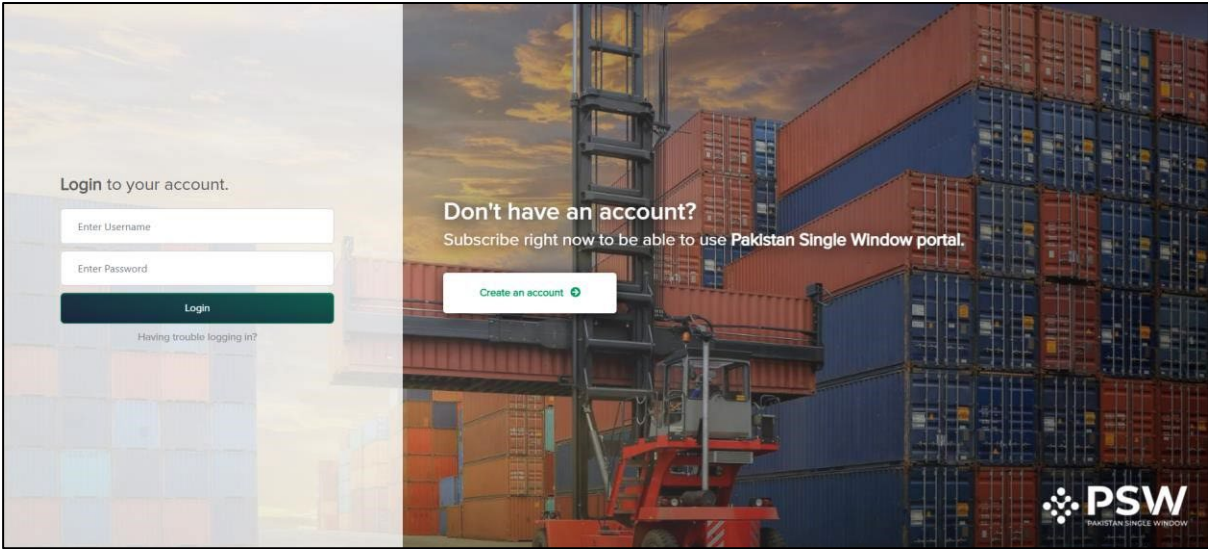 Login to your account.
Enter Username
Enter Password
Login
Having trouble logging in?
Don't have an account?
Subscribe right now to be able to use Pakistan Single Window portal.
Create an account
PSW
PAKISTAN SINGLE WINDOW